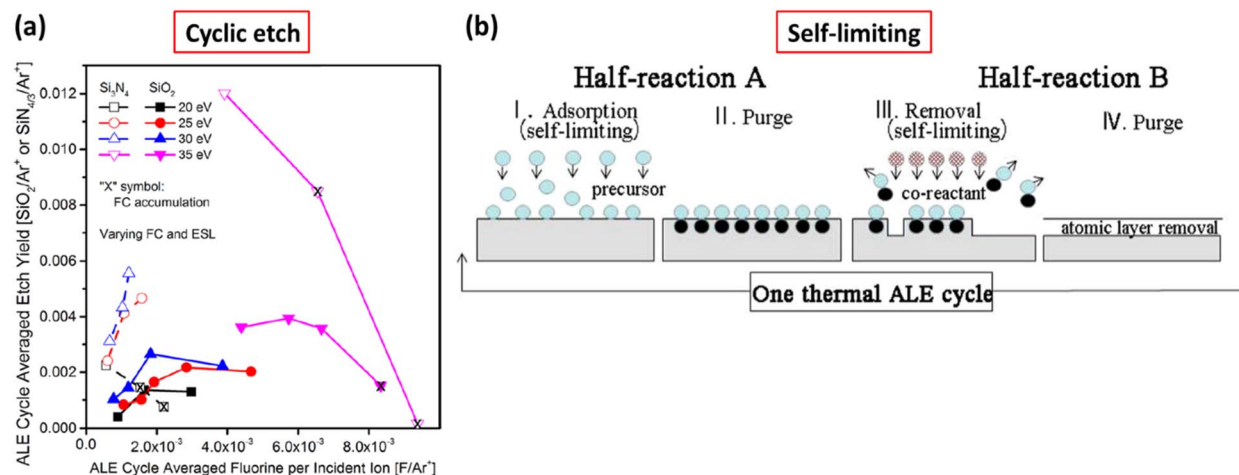 (a)
Cyclic etch
ALE Cycle Averaged Etch Yield [SiO₂/Ar⁺ or SiN₄/₃/Ar⁺]
0.012
0.010
0.008
0.006
0.004
0.002
0.000
Si₃N₄ SiO₂
20 eV
25 eV
30 eV
35 eV
"X" symbol:
FC accumulation
Varying FC and ESL
0.0 2.0x10⁻³ 4.0x10⁻³ 6.0x10⁻³ 8.0x10⁻³
ALE Cycle Averaged Fluorine per Incident Ion [F/Ar⁺]
(b)
Self-limiting
Half-reaction A Half-reaction B
I. Adsorption
(self-limiting)
II. Purge
III. Removal
(self-limiting)
IV. Purge
precursor
co-reactant
atomic layer removal
One thermal ALE cycle